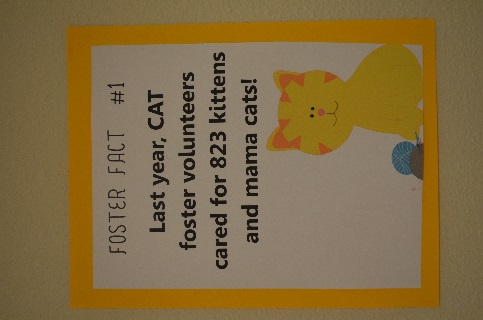 FOSTER FACT #1
Last year, CAT
foster volunteers
cared for 823 kittens
and mama cats!